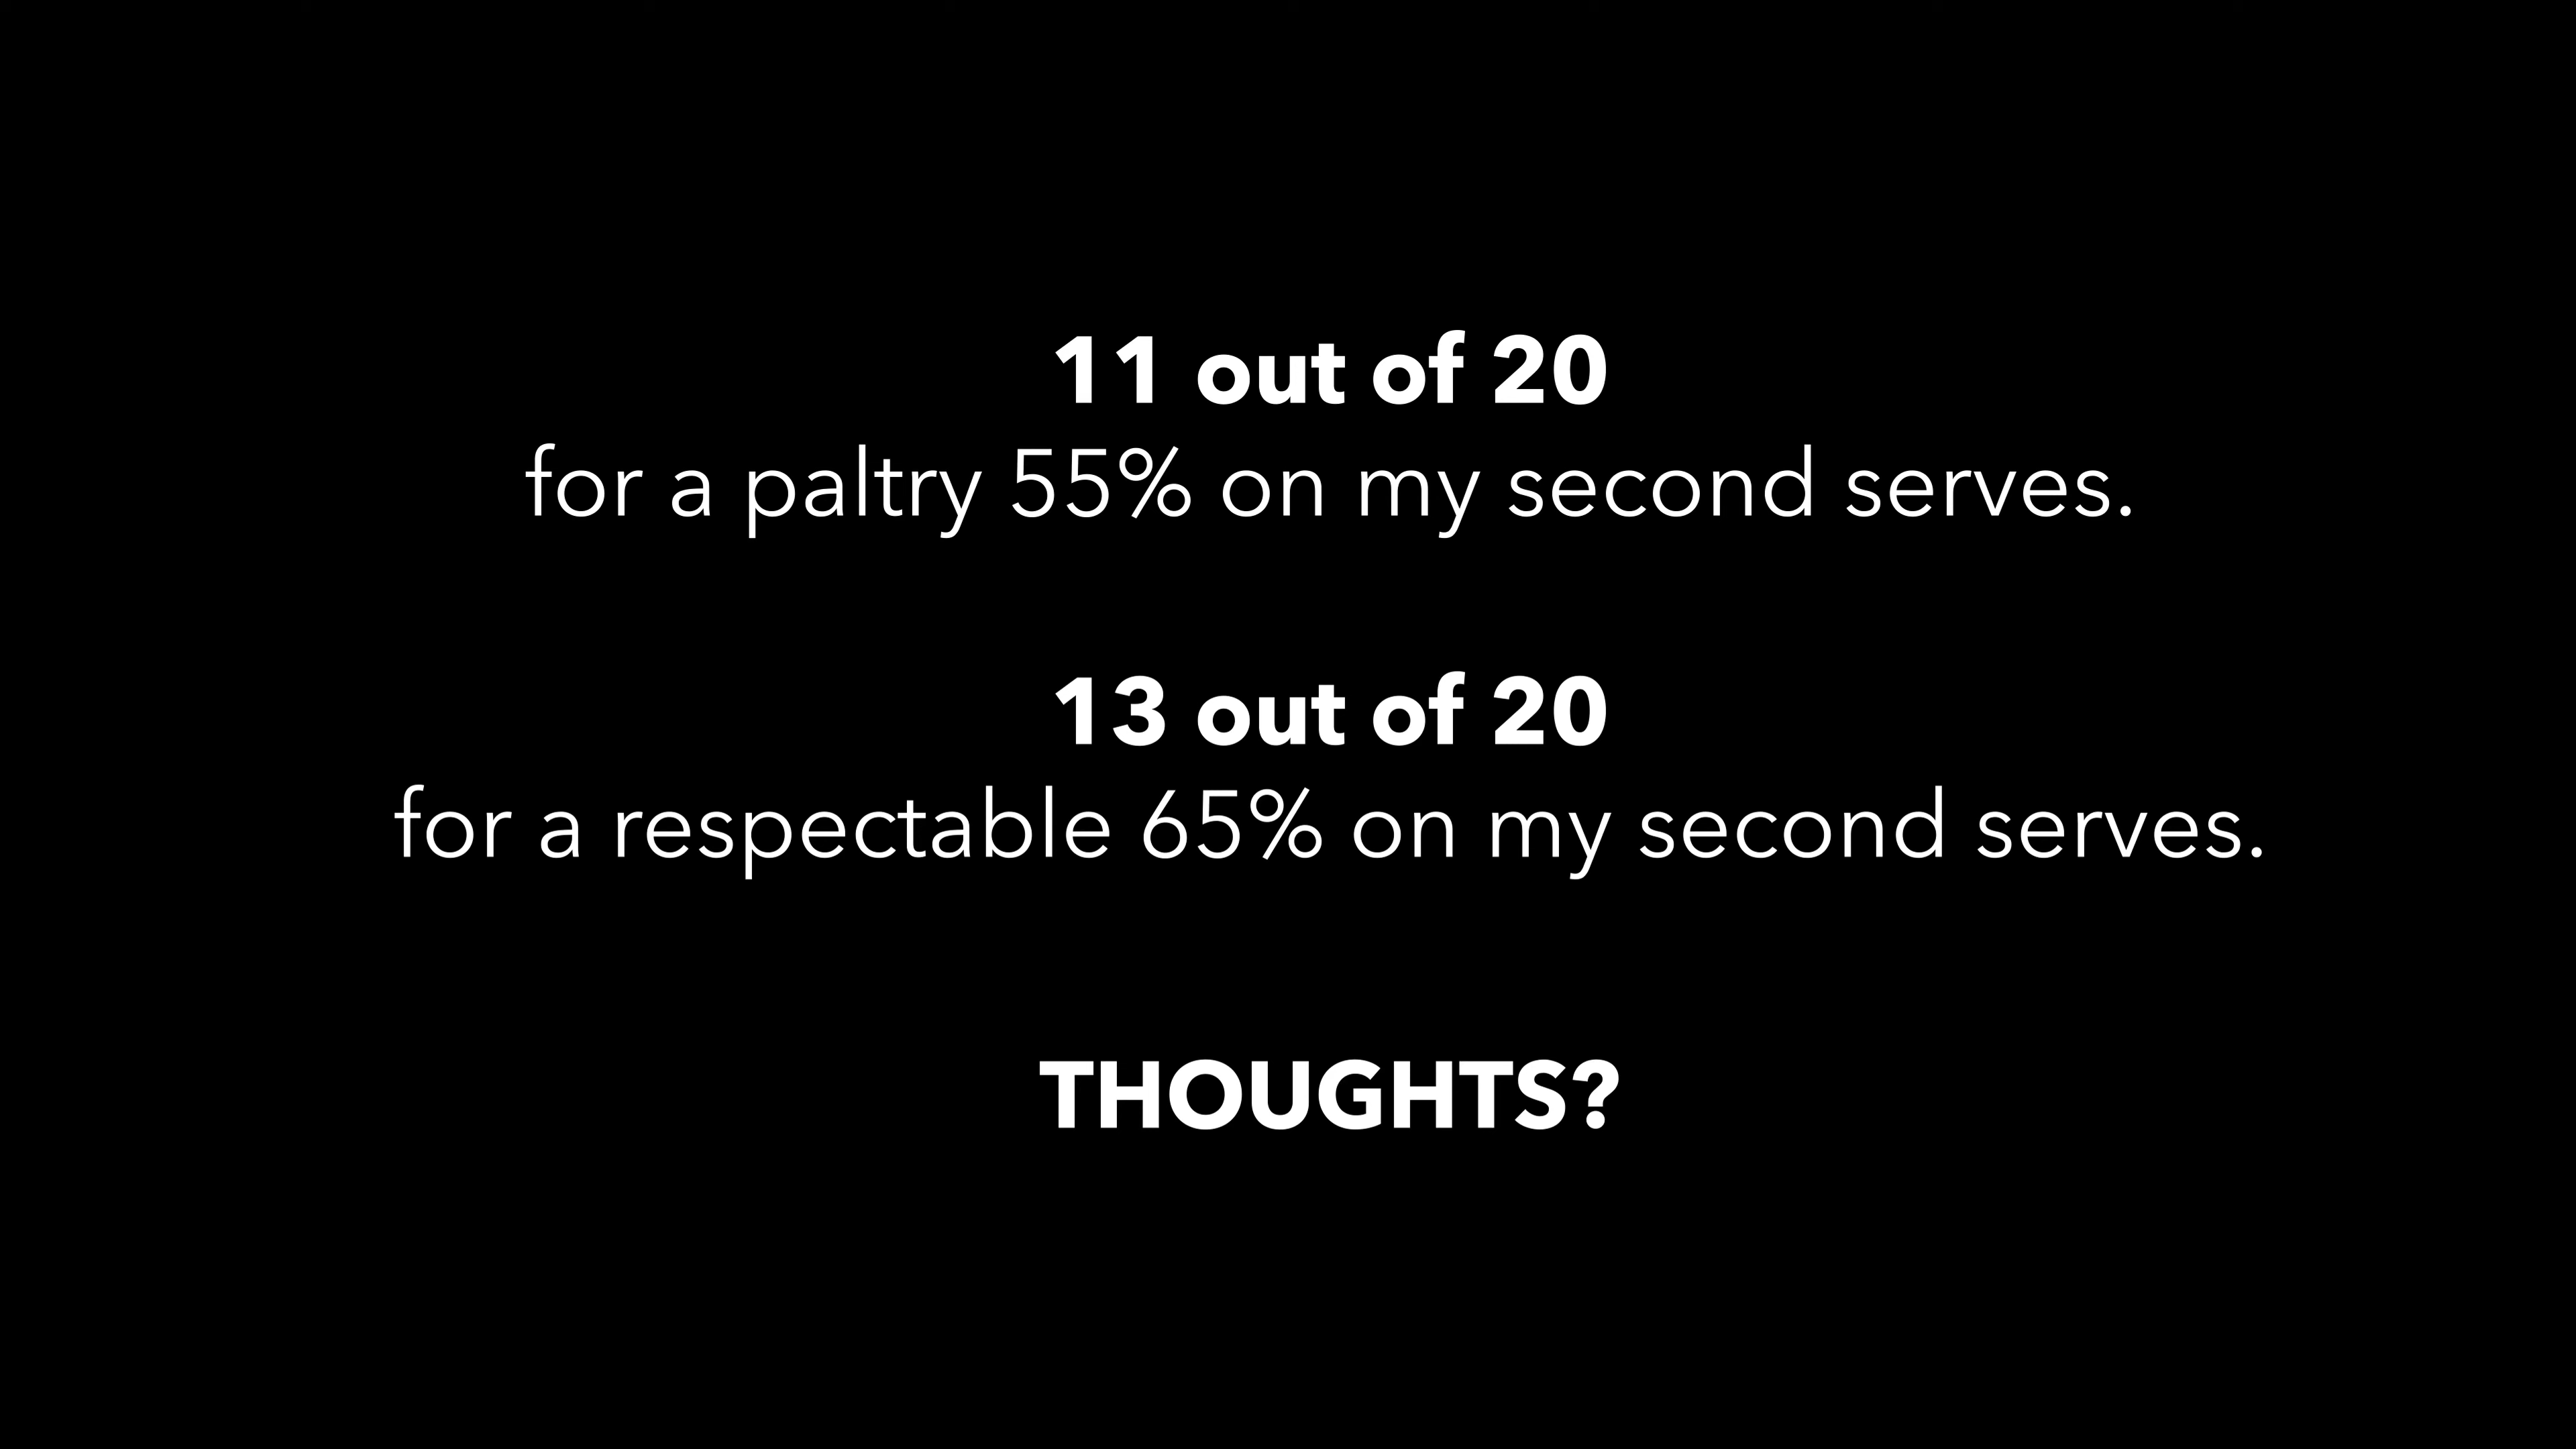 11 out of 20
for a paltry 55% on my second serves.
13 out of 20
for a respectable 65% on my second serves.
THOUGHTS?